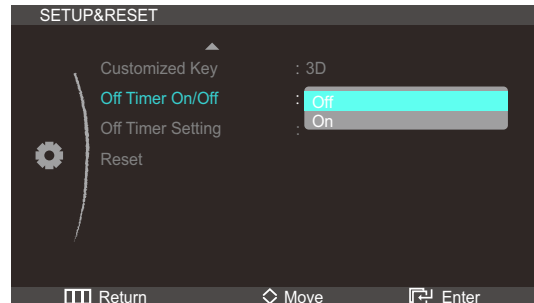 SETUP&RESET
Customized Key : 3D
Off Timer On/Off : Off
On
Off Timer Setting :
Reset
Return Move Enter